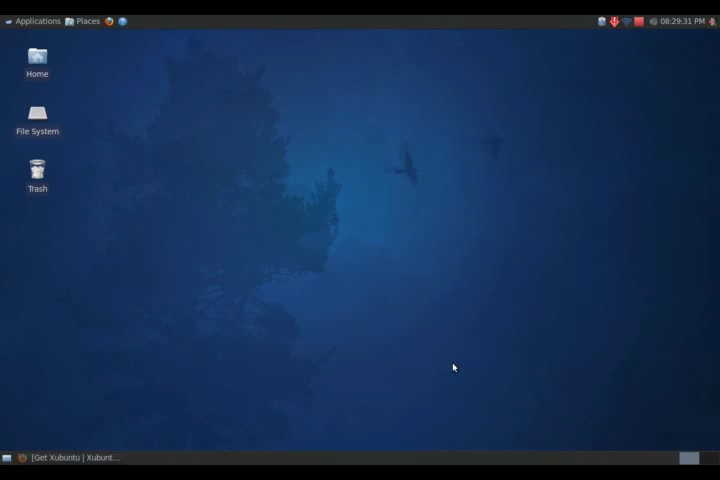 Applications Places 08:29:31 PM
Home
File System
Trash
[Get Xubuntu | Xubunt...